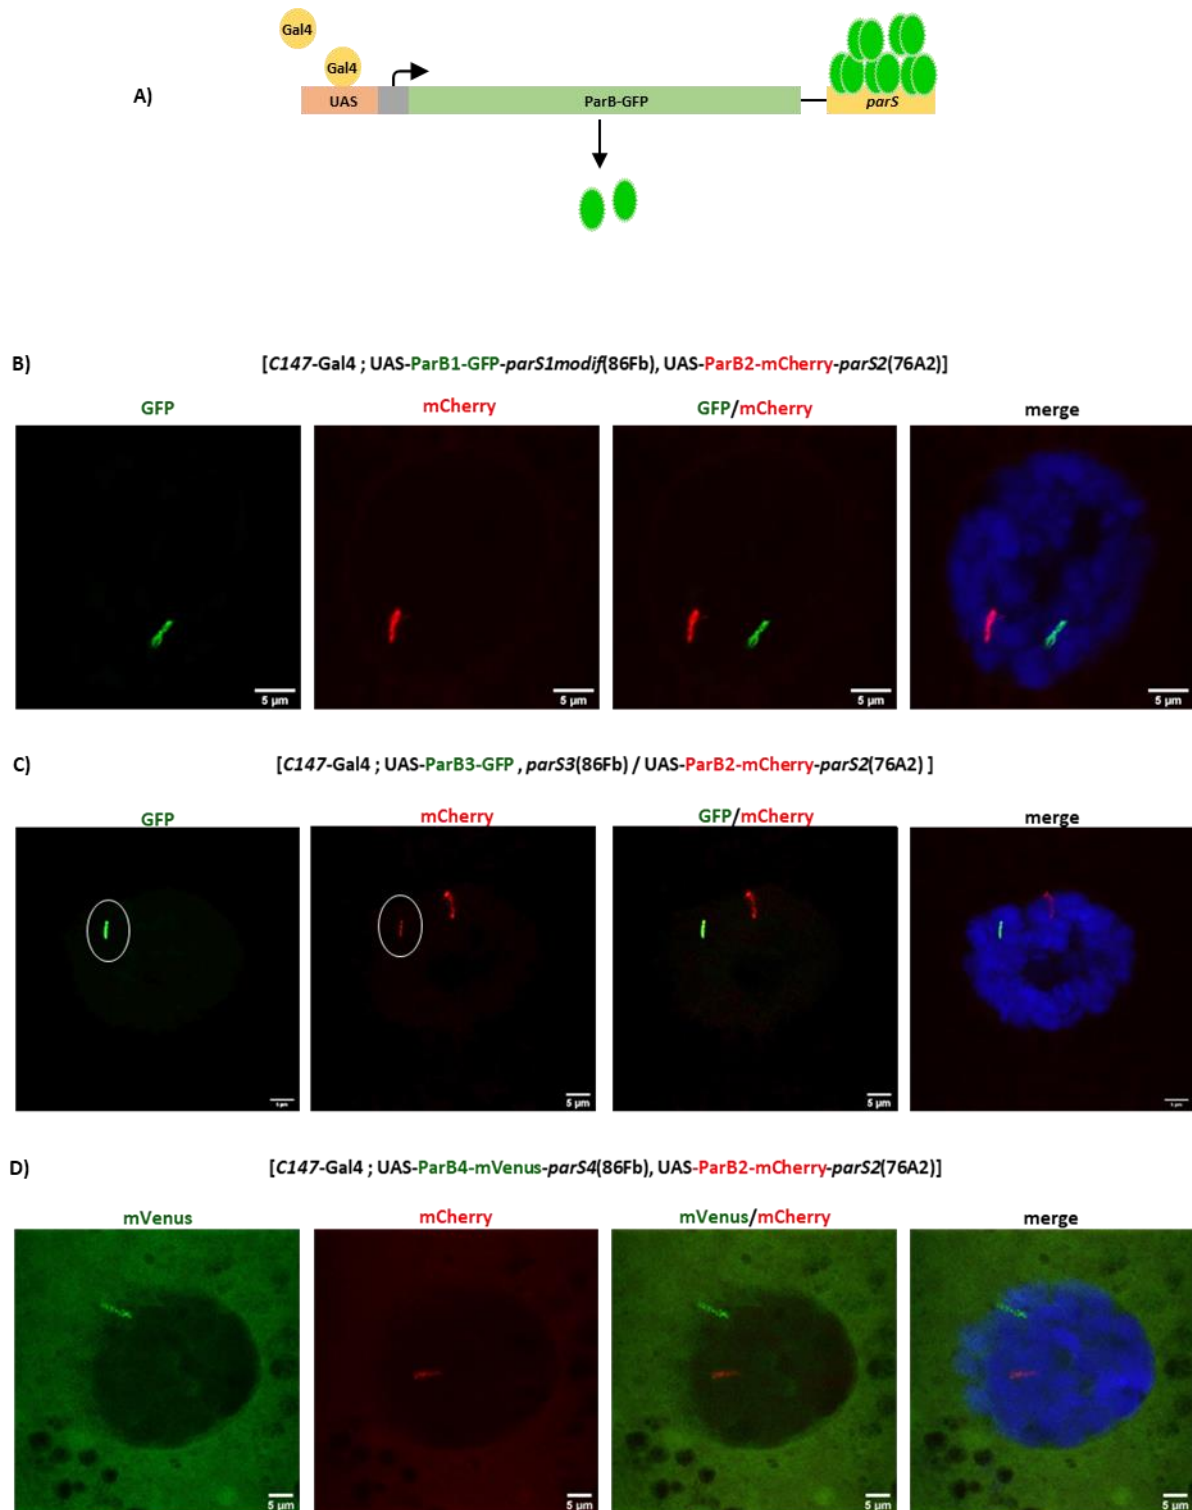 Gal4
Gal4
A)
UAS
ParB-GFP
parS
B)
[C147-Gal4 ; UAS-ParB1-GFP-parS1modif(86Fb), UAS-ParB2-mCherry-parS2(76A2)]
GFP
mCherry
GFP/mCherry
merge
5 µm
5 µm
5 µm
5 µm
C)
[C147-Gal4 ; UAS-ParB3-GFP , parS3(86Fb) / UAS-ParB2-mCherry-parS2(76A2) ]
GFP
mCherry
GFP/mCherry
merge
5 µm
5 µm
5 µm
5 µm
D)
[C147-Gal4 ; UAS-ParB4-mVenus-parS4(86Fb), UAS-ParB2-mCherry-parS2(76A2)]
mVenus
mCherry
mVenus/mCherry
merge
5 µm
5 µm
5 µm
5 µm